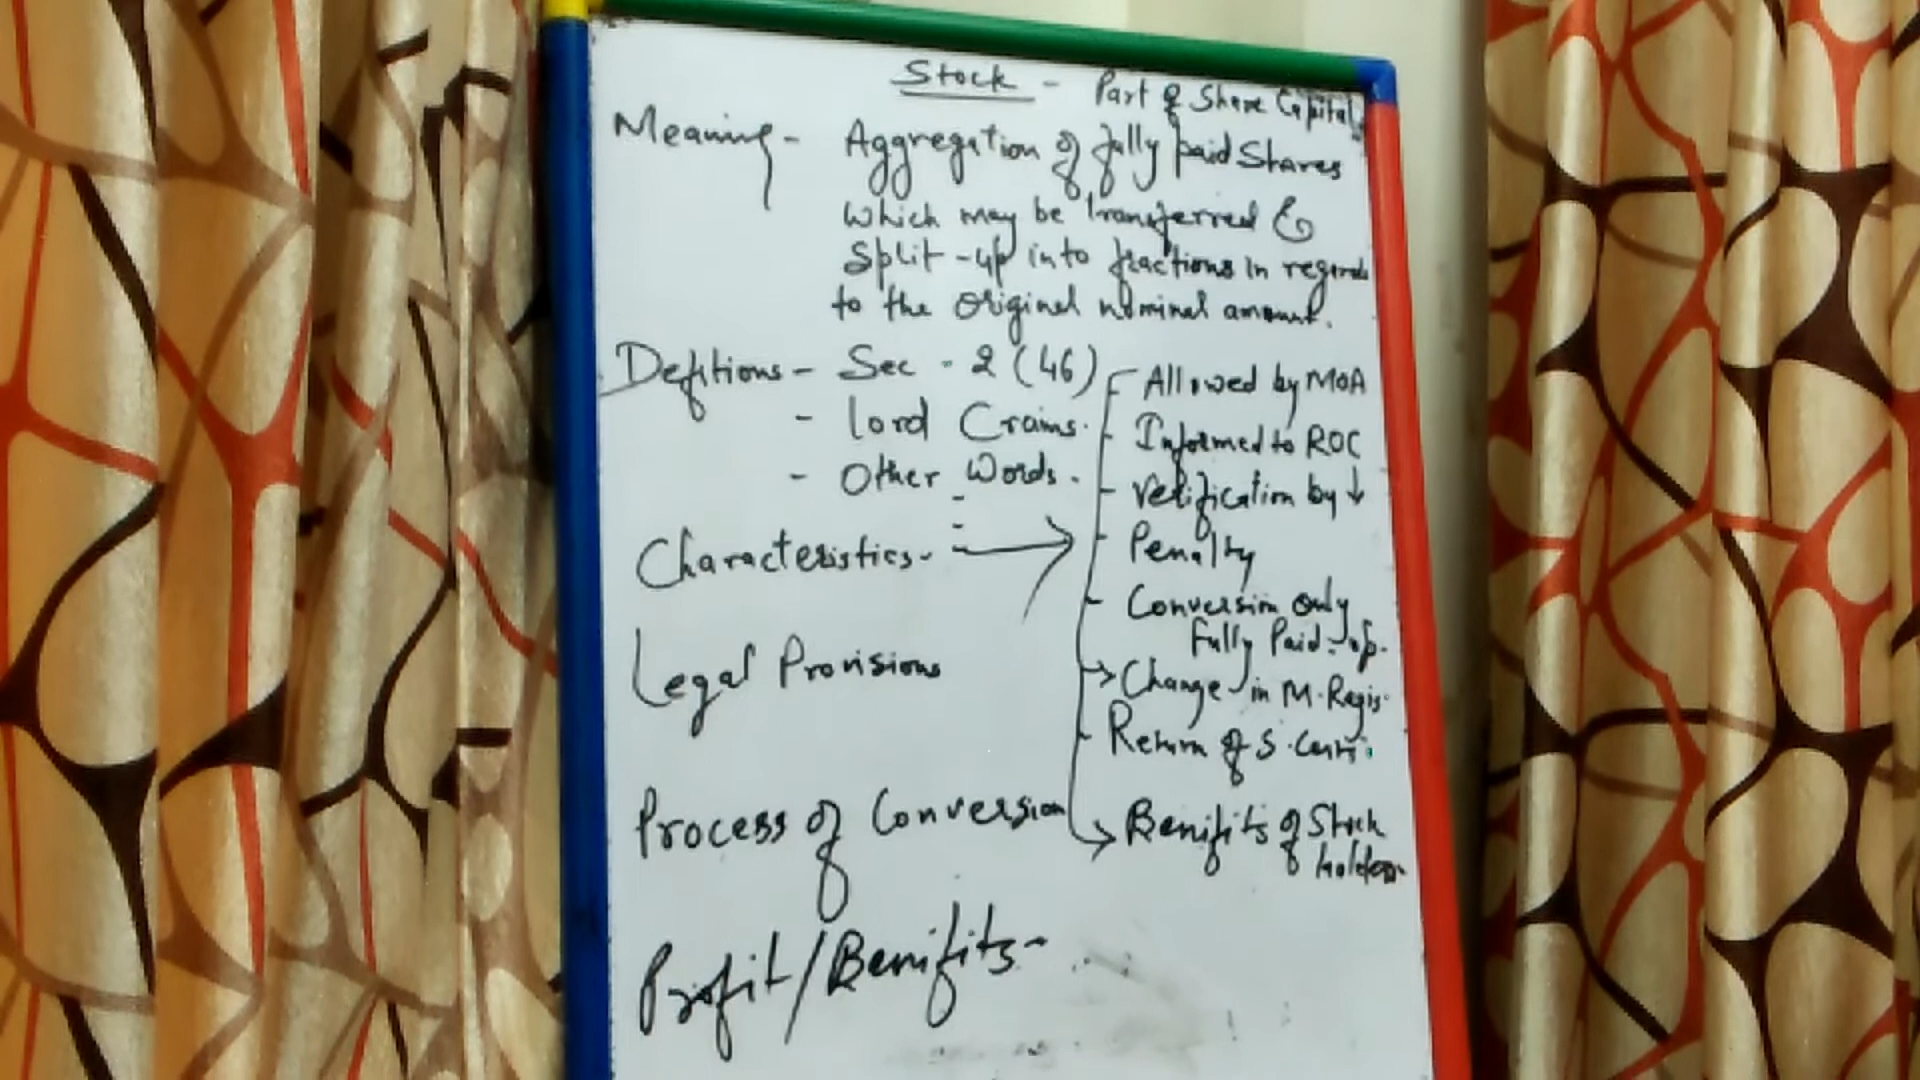 Stock - Part of Share Capital
Meaning - Aggregation of fully paid Shares
which may be transferred &
Split-up into fractions in regards
to the original nominal amount.
Defitions - Sec - 2 (46)
- Lord Crains.
- Other Words.
Characteristics -
Legal Provisions
Process of Conversion
Profit/Benifits -
Allowed by MOA
- Informed to ROC
- Verification by ↓
- Penalty
- Conversion only
Fully Paid-up.
→ Change in M. Regis.
- Return of S. Certi.
→ Benifits of Stock
holders